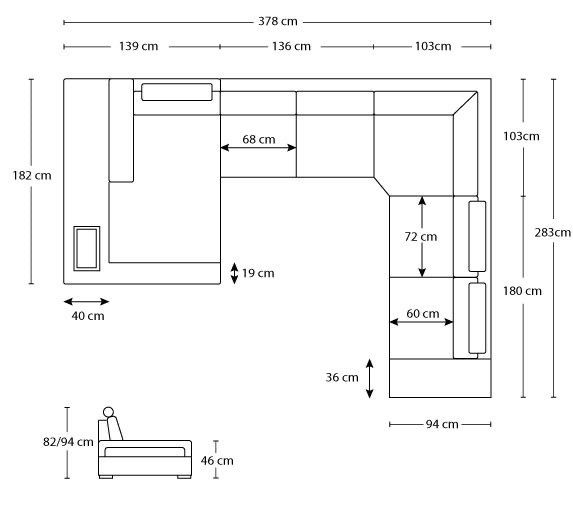 378 cm
139 cm
136 cm
103cm
182 cm
68 cm
103cm
72 cm
283cm
19 cm
180 cm
40 cm
60 cm
36 cm
94 cm
82/94 cm
46 cm